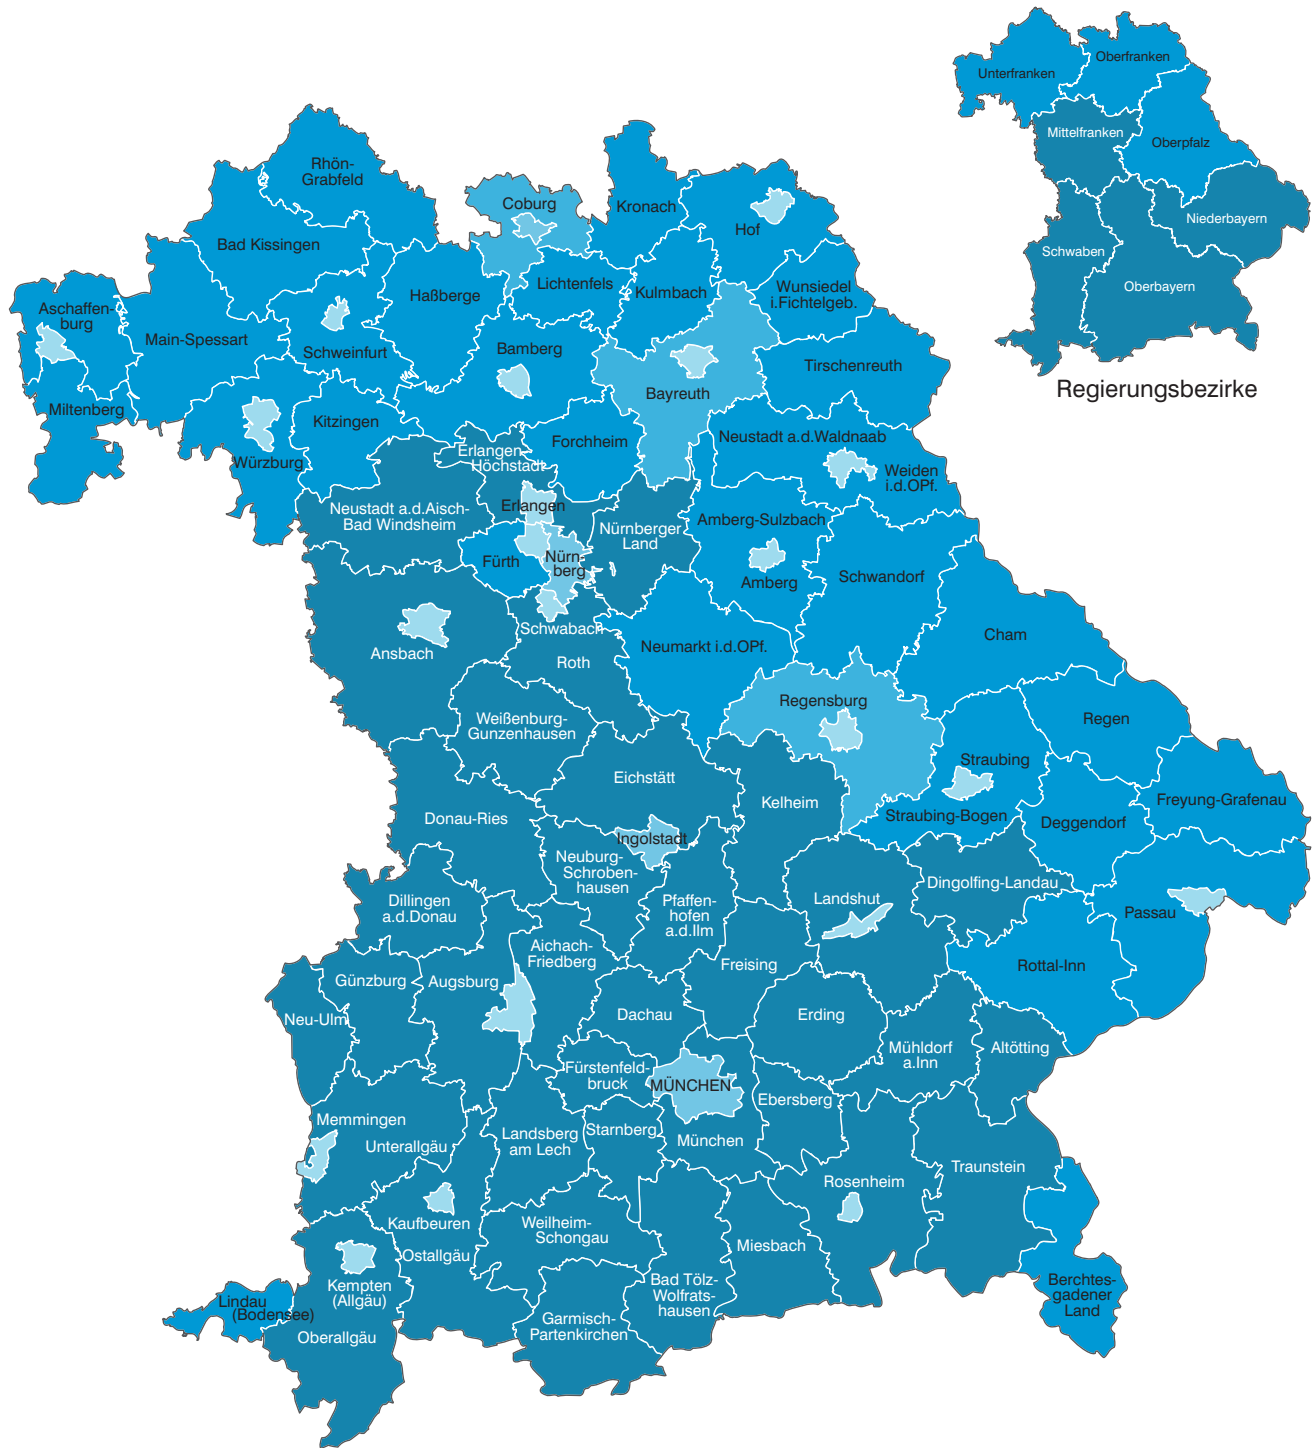 Oberfranken
Unterfranken
Mittelfranken
Oberpfalz
Niederbayern
Schwaben
Oberbayern
Regierungsbezirke
Rhön-
Grabfeld
Coburg
Kronach
Hof
Bad Kissingen
Haßberge
Lichtenfels
Kulmbach
Wunsiedel
i.Fichtelgeb.
Aschaffen-
burg
Main-Spessart
Schweinfurt
Bamberg
Bayreuth
Tirschenreuth
Miltenberg
Kitzingen
Würzburg
Forchheim
Neustadt a.d.Waldnaab
Weiden
i.d.OPf.
Erlangen-
Höchstadt
Neustadt a.d.Aisch-
Bad Windsheim
Erlangen
Nürnberger
Land
Amberg-Sulzbach
Amberg
Fürth
Nürn-
berg
Schwandorf
Schwabach
Ansbach
Roth
Neumarkt i.d.OPf.
Cham
Regensburg
Regen
Weißenburg-
Gunzenhausen
Straubing
Straubing-Bogen
Eichstätt
Kelheim
Freyung-Grafenau
Deggendorf
Donau-Ries
Ingolstadt
Neuburg-
Schroben-
hausen
Dingolfing-Landau
Landshut
Passau
Dillingen
a.d.Donau
Pfaffen-
hofen
a.d.Ilm
Aichach-
Friedberg
Freising
Rottal-Inn
Günzburg
Augsburg
Neu-Ulm
Dachau
Erding
Mühldorf
a.Inn
Altötting
Fürstenfeld-
bruck
MÜNCHEN
Ebersberg
Memmingen
Unterallgäu
Landsberg
am Lech
Starnberg
München
Traunstein
Rosenheim
Kaufbeuren
Weilheim-
Schongau
Ostallgäu
Miesbach
Kempten
(Allgäu)
Bad Tölz-
Wolfrats-
hausen
Berchtes-
gadener
Land
Lindau
(Bodensee)
Oberallgäu
Garmisch-
Partenkirchen